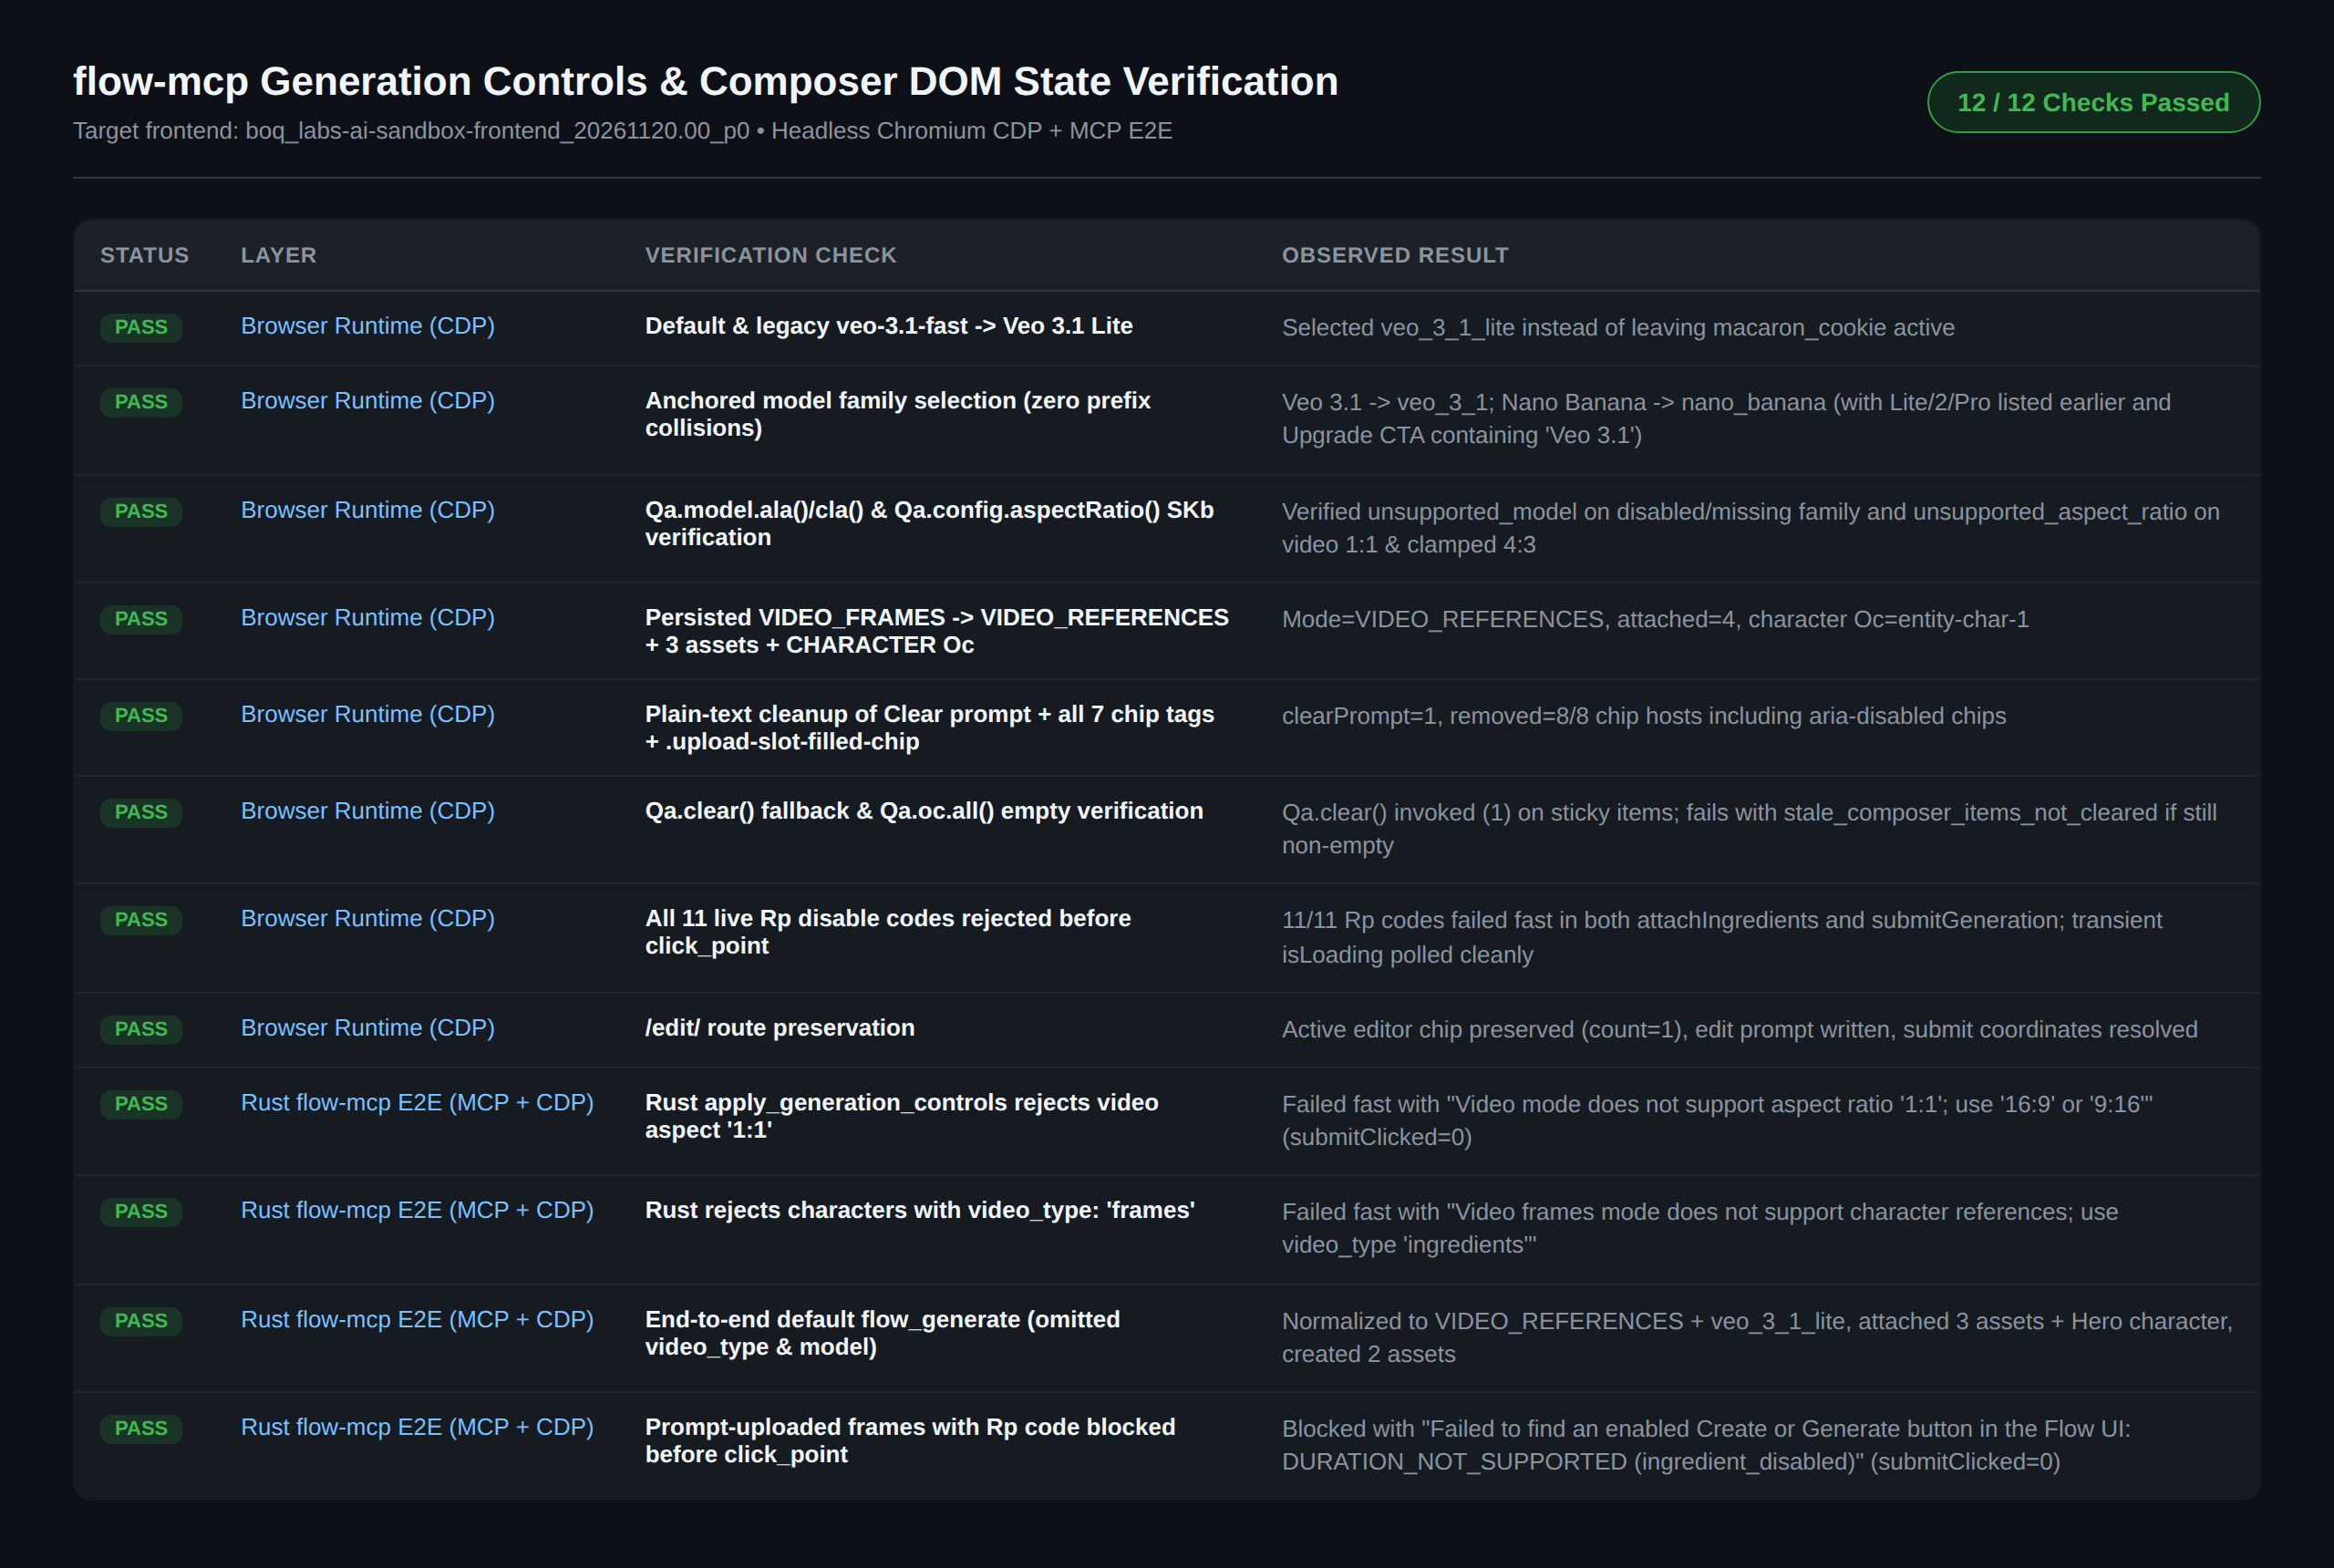 flow-mcp Generation Controls & Composer DOM State Verification
Target frontend: boq_labs-ai-sandbox-frontend_20261120.00_p0 • Headless Chromium CDP + MCP E2E
12 / 12 Checks Passed
STATUS LAYER VERIFICATION CHECK OBSERVED RESULT
PASS Browser Runtime (CDP) Default & legacy veo-3.1-fast -> Veo 3.1 Lite Selected veo_3_1_lite instead of leaving macaron_cookie active
PASS Browser Runtime (CDP) Anchored model family selection (zero prefix
collisions)
Veo 3.1 -> veo_3_1; Nano Banana -> nano_banana (with Lite/2/Pro listed earlier and
Upgrade CTA containing 'Veo 3.1')
PASS Browser Runtime (CDP) Qa.model.ala()/cla() & Qa.config.aspectRatio() SKb
verification
Verified unsupported_model on disabled/missing family and unsupported_aspect_ratio on
video 1:1 & clamped 4:3
PASS Browser Runtime (CDP) Persisted VIDEO_FRAMES -> VIDEO_REFERENCES
+ 3 assets + CHARACTER Oc
Mode=VIDEO_REFERENCES, attached=4, character Oc=entity-char-1
PASS Browser Runtime (CDP) Plain-text cleanup of Clear prompt + all 7 chip tags
+ .upload-slot-filled-chip
clearPrompt=1, removed=8/8 chip hosts including aria-disabled chips
PASS Browser Runtime (CDP) Qa.clear() fallback & Qa.oc.all() empty verification
Qa.clear() invoked (1) on sticky items; fails with stale_composer_items_not_cleared if still
non-empty
PASS Browser Runtime (CDP) All 11 live Rp disable codes rejected before
click_point
11/11 Rp codes failed fast in both attachIngredients and submitGeneration; transient
isLoading polled cleanly
PASS Browser Runtime (CDP) /edit/ route preservation Active editor chip preserved (count=1), edit prompt written, submit coordinates resolved
PASS Rust flow-mcp E2E (MCP + CDP) Rust apply_generation_controls rejects video
aspect '1:1'
Failed fast with "Video mode does not support aspect ratio '1:1'; use '16:9' or '9:16'"
(submitClicked=0)
PASS Rust flow-mcp E2E (MCP + CDP) Rust rejects characters with video_type: 'frames'
Failed fast with "Video frames mode does not support character references; use
video_type 'ingredients'"
PASS Rust flow-mcp E2E (MCP + CDP) End-to-end default flow_generate (omitted
video_type & model)
Normalized to VIDEO_REFERENCES + veo_3_1_lite, attached 3 assets + Hero character,
created 2 assets
PASS Rust flow-mcp E2E (MCP + CDP) Prompt-uploaded frames with Rp code blocked
before click_point
Blocked with "Failed to find an enabled Create or Generate button in the Flow UI:
DURATION_NOT_SUPPORTED (ingredient_disabled)" (submitClicked=0)